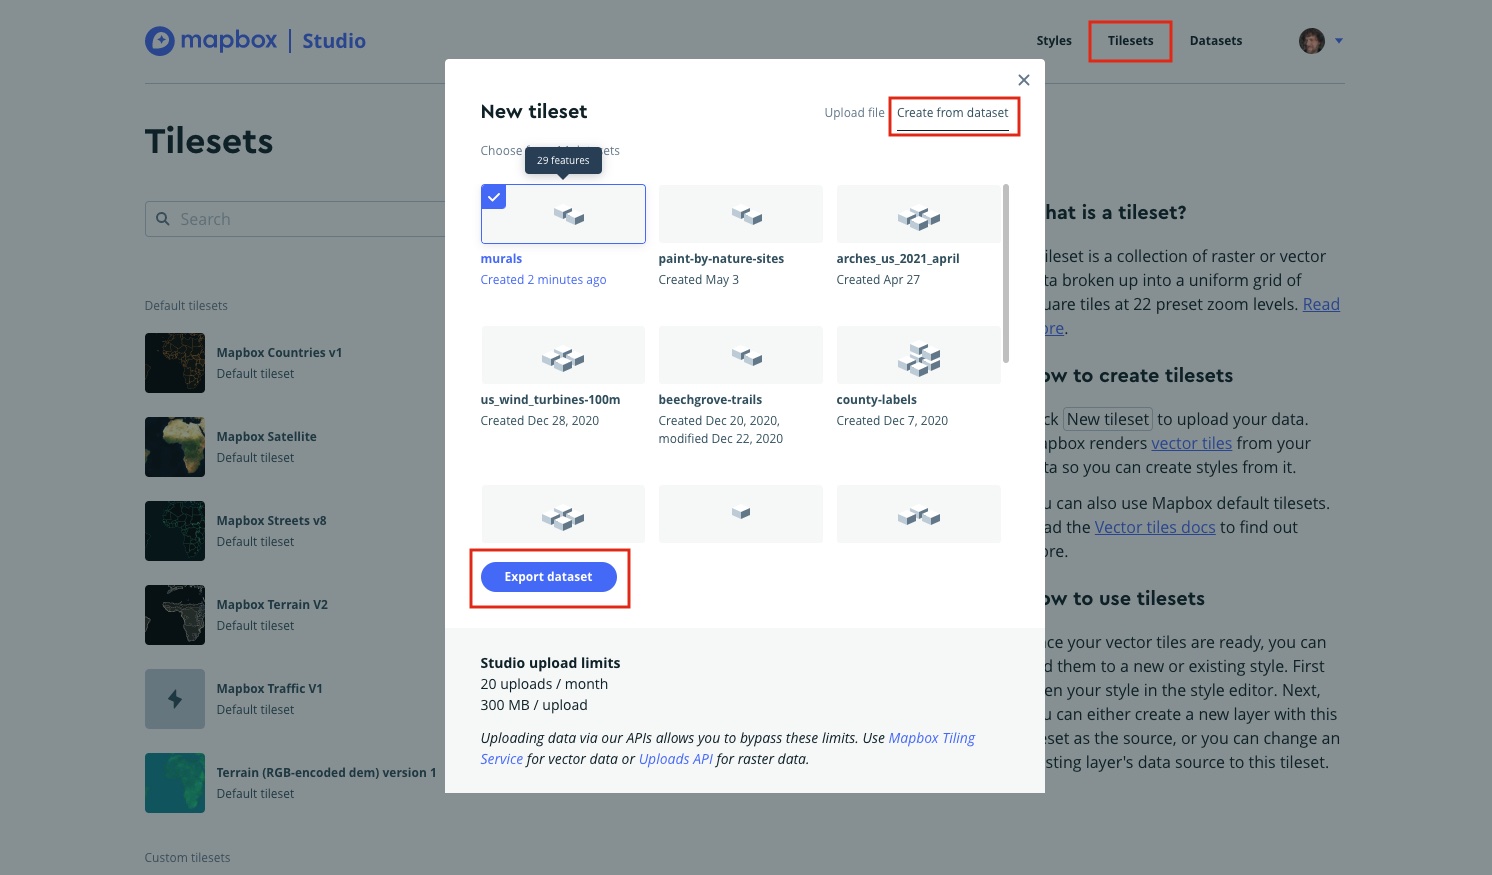 mapbox | Studio
Styles
Tilesets
Datasets
Tilesets
Search
Default tilesets
Mapbox Countries v1
Default tileset
Mapbox Satellite
Default tileset
Mapbox Streets v8
Default tileset
Mapbox Terrain V2
Default tileset
Mapbox Traffic V1
Default tileset
Terrain (RGB-encoded dem) version 1
Default tileset
Custom tilesets
New tileset
Upload file
Create from dataset
Choose
29 features
murals
Created 2 minutes ago
paint-by-nature-sites
Created May 3
arches_us_2021_april
Created Apr 27
us_wind_turbines-100m
Created Dec 28, 2020
beechgrove-trails
Created Dec 20, 2020,
modified Dec 22, 2020
county-labels
Created Dec 7, 2020
Export dataset
Studio upload limits
20 uploads / month
300 MB / upload
Uploading data via our APIs allows you to bypass these limits. Use Mapbox Tiling
Service for vector data or Uploads API for raster data.
hat is a tileset?
ileset is a collection of raster or vector
ta broken up into a uniform grid of
uare tiles at 22 preset zoom levels. Read
ore.
ow to create tilesets
ck New tileset to upload your data.
apbox renders vector tiles from your
ta so you can create styles from it.
u can also use Mapbox default tilesets.
ad the Vector tiles docs to find out
ore.
ow to use tilesets
ce your vector tiles are ready, you can
d them to a new or existing style. First
en your style in the style editor. Next,
u can either create a new layer with this
set as the source, or you can change an
sting layer's data source to this tileset.